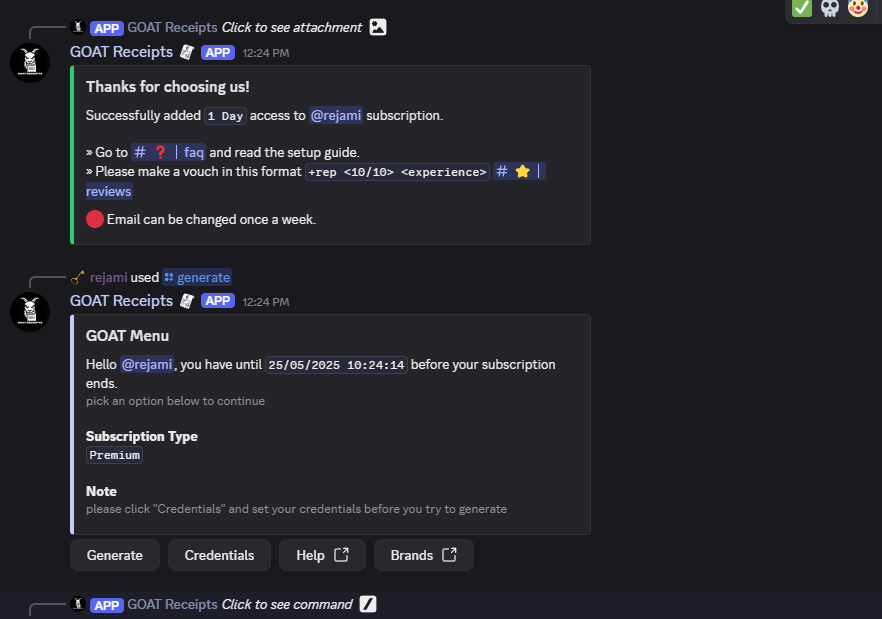 APP GOAT Receipts Click to see attachment
GOAT Receipts APP 12:24 PM
Thanks for choosing us!
Successfully added 1 Day access to @rejami subscription.
» Go to # ❓ | faq and read the setup guide.
» Please make a vouch in this format +rep <10/10> <experience> # ⭐ |
reviews
🔴 Email can be changed once a week.
rejami used generate
GOAT Receipts APP 12:24 PM
GOAT Menu
Hello @rejami, you have until 25/05/2025 10:24:14 before your subscription
ends.
pick an option below to continue
Subscription Type
Premium
Note
please click "Credentials" and set your credentials before you try to generate
Generate Credentials Help Brands
APP GOAT Receipts Click to see command